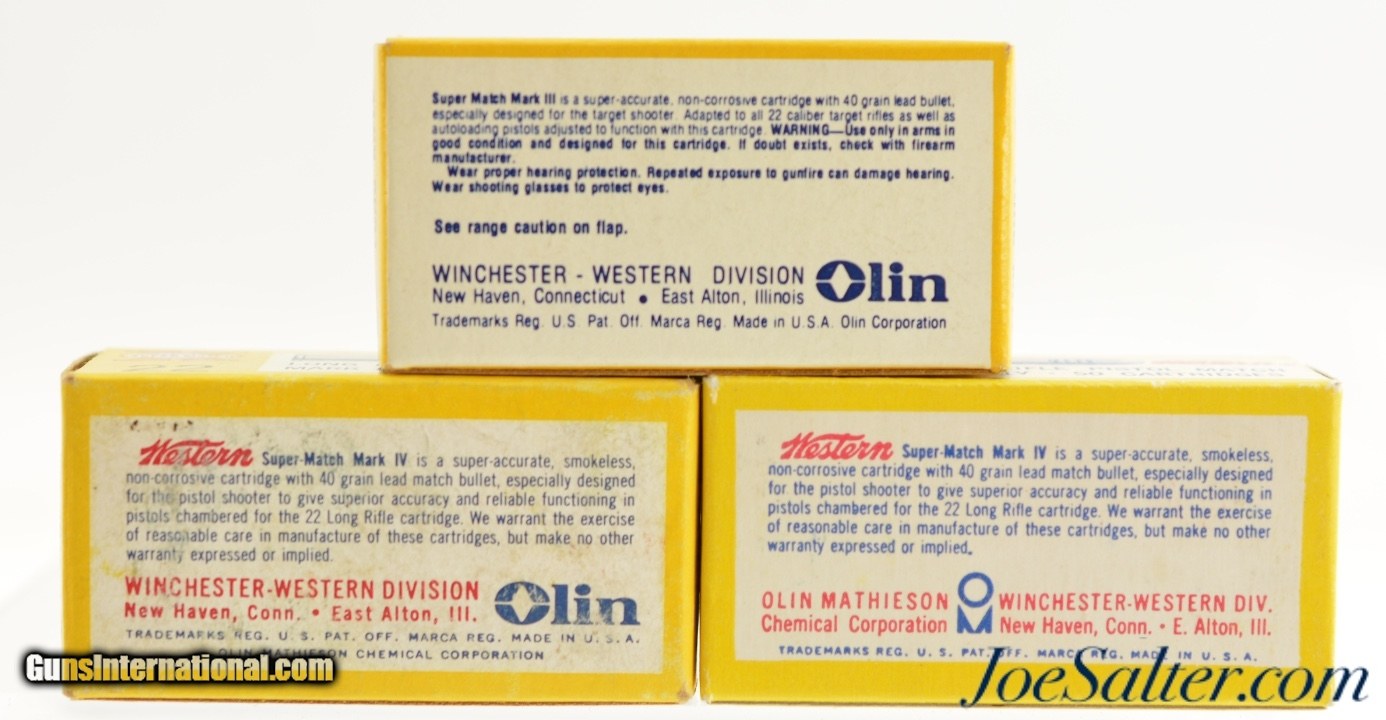 Super Match Mark III is a super-accurate, non-corrosive cartridge with 40 grain lead bullet,
especially designed for the target shooter. Adapted to all 22 caliber target rifles as well as
autoloading pistols adjusted to function with this cartridge. WARNING—Use only in arms in
good condition and designed for this cartridge. If doubt exists, check with firearm
manufacturer.
Wear proper hearing protection. Repeated exposure to gunfire can damage hearing.
Wear shooting glasses to protect eyes.
See range caution on flap.
WINCHESTER - WESTERN DIVISION
New Haven, Connecticut • East Alton, Illinois
Olin
Trademarks Reg. U.S. Pat. Off. Marca Reg. Made in U.S.A. Olin Corporation
Western Super-Match Mark IV is a super-accurate, smokeless,
non-corrosive cartridge with 40 grain lead match bullet, especially designed
for the pistol shooter to give superior accuracy and reliable functioning in
pistols chambered for the 22 Long Rifle cartridge. We warrant the exercise
of reasonable care in manufacture of these cartridges, but make no other
warranty expressed or implied.
WINCHESTER-WESTERN DIVISION
New Haven, Conn. • East Alton, Ill.
Olin
TRADEMARKS REG. U. S. PAT. OFF. MARCA REG. MADE IN U. S. A.
OLIN MATHIESON CHEMICAL CORPORATION
Western Super-Match Mark IV is a super-accurate, smokeless,
non-corrosive cartridge with 40 grain lead match bullet, especially designed
for the pistol shooter to give superior accuracy and reliable functioning in
pistols chambered for the 22 Long Rifle cartridge. We warrant the exercise
of reasonable care in manufacture of these cartridges, but make no other
warranty expressed or implied.
OLIN MATHIESON
Chemical Corporation
WINCHESTER-WESTERN DIV.
New Haven, Conn. • E. Alton, Ill.
TRADEMARKS REG. U. S. PAT. OFF. MARCA REG. MADE IN U. S. A.
GunsInternational.com
JoeSalter.com